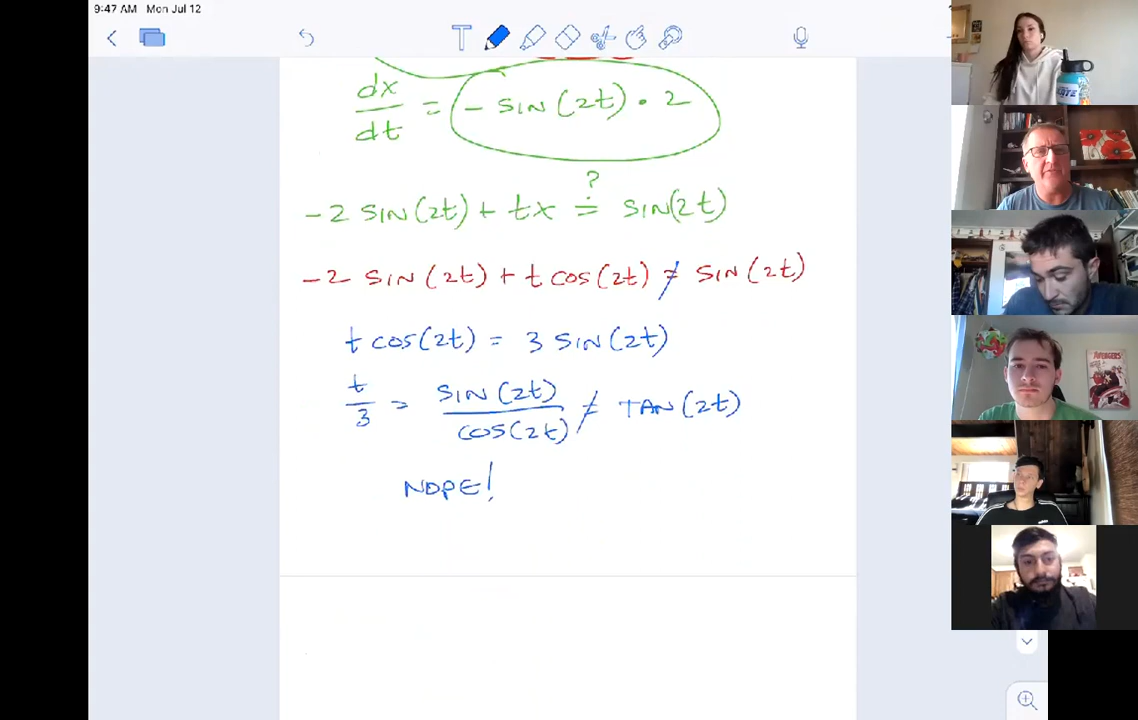 9:47 AM Mon Jul 12
dx/dt = - SIN (2t) • 2
-2 SIN(2t) + tx ≟ SIN(2t)
-2 SIN (2t) + t COS (2t) ≠ SIN (2t)
t COS(2t) = 3 SIN (2t)
t/3 = SIN (2t)/COS(2t) ≠ TAN (2t)
NOPE!